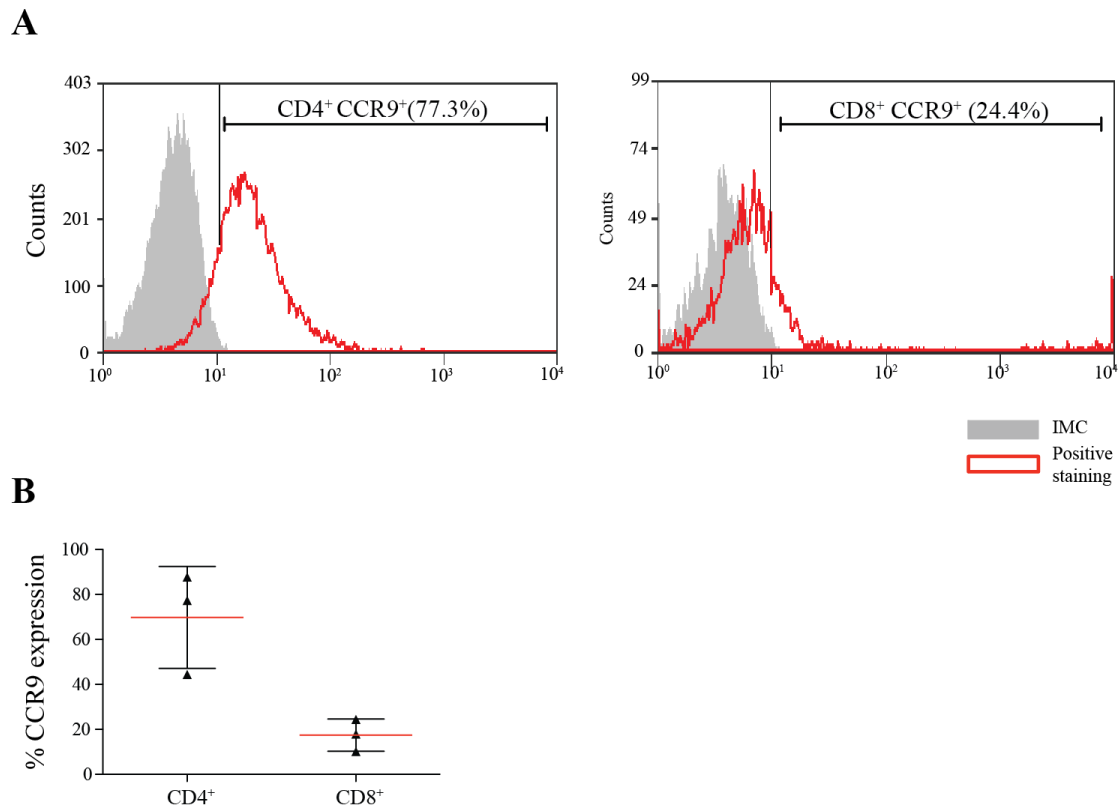 A
403
302
201
100
0
Counts
CD4⁺ CCR9⁺(77.3%)
10⁰ 10¹ 10² 10³ 10⁴
99
74
49
24
0
Counts
CD8⁺ CCR9⁺ (24.4%)
10⁰ 10¹ 10² 10³ 10⁴
IMC
Positive
staining
B
100
80
60
40
20
0
% CCR9 expression
CD4⁺ CD8⁺